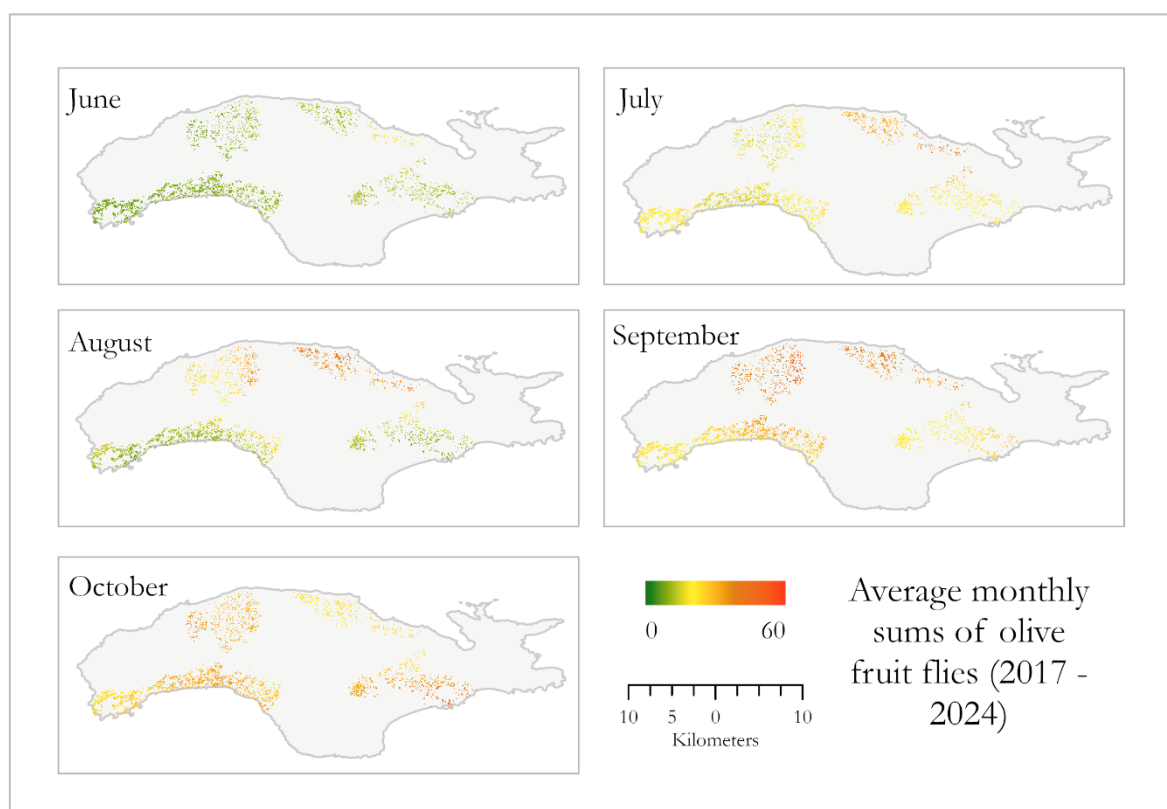 June
July
August
September
October
0 60
10 5 0 10
Kilometers
Average monthly
sums of olive
fruit flies (2017 -
2024)